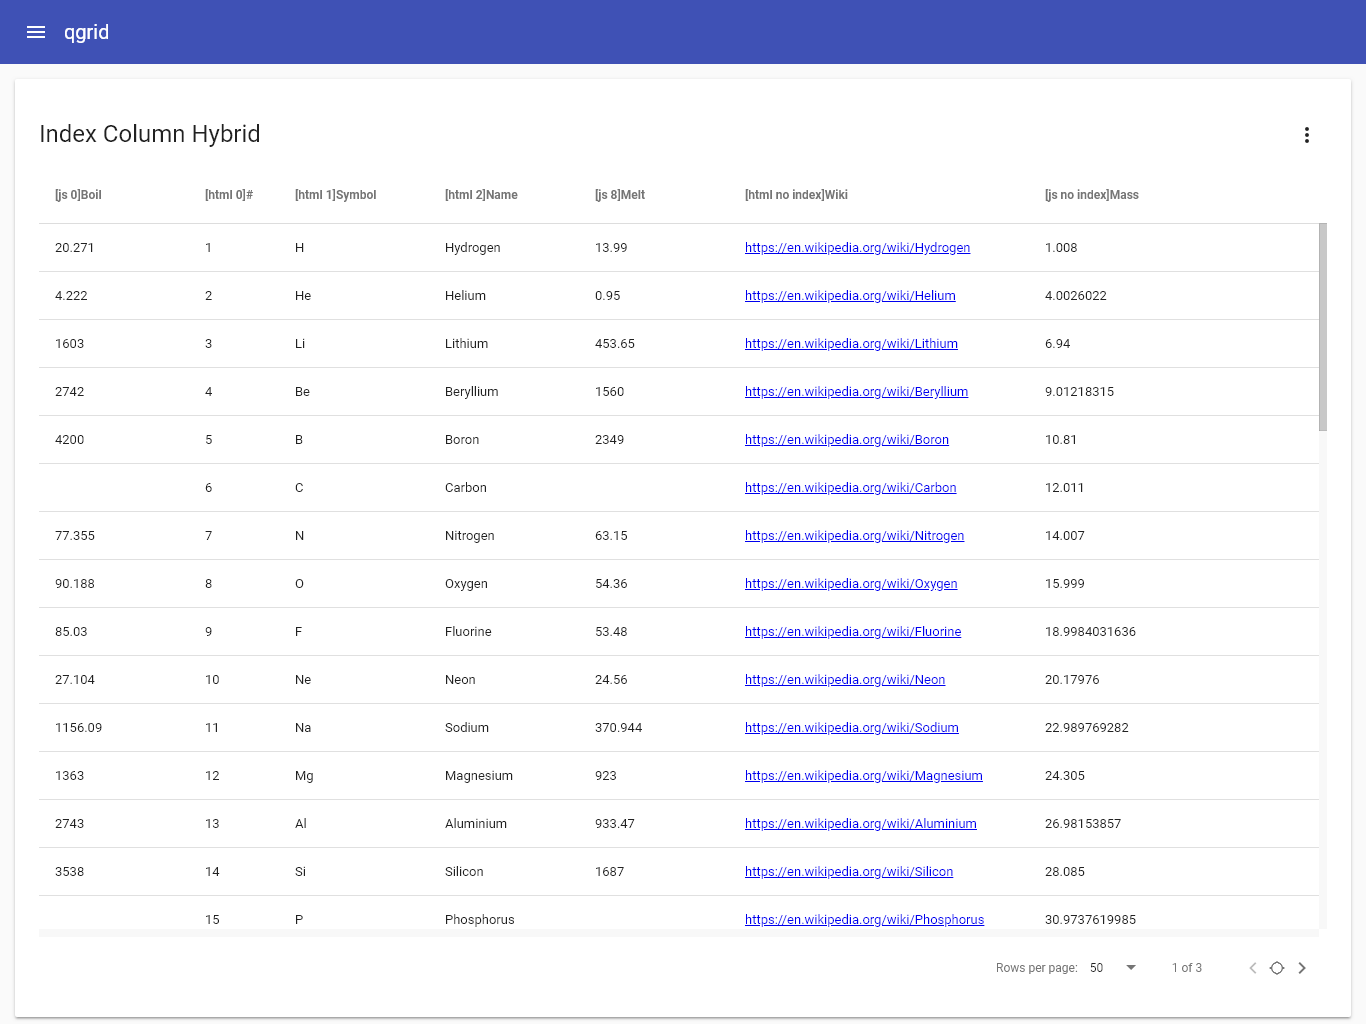 qgrid
Index Column Hybrid
[js 0]Boil [html 0]# [html 1]Symbol [html 2]Name [js 8]Melt [html no index]Wiki [js no index]Mass
20.271 1 H Hydrogen 13.99 https://en.wikipedia.org/wiki/Hydrogen 1.008
4.222 2 He Helium 0.95 https://en.wikipedia.org/wiki/Helium 4.0026022
1603 3 Li Lithium 453.65 https://en.wikipedia.org/wiki/Lithium 6.94
2742 4 Be Beryllium 1560 https://en.wikipedia.org/wiki/Beryllium 9.01218315
4200 5 B Boron 2349 https://en.wikipedia.org/wiki/Boron 10.81
6 C Carbon https://en.wikipedia.org/wiki/Carbon 12.011
77.355 7 N Nitrogen 63.15 https://en.wikipedia.org/wiki/Nitrogen 14.007
90.188 8 O Oxygen 54.36 https://en.wikipedia.org/wiki/Oxygen 15.999
85.03 9 F Fluorine 53.48 https://en.wikipedia.org/wiki/Fluorine 18.9984031636
27.104 10 Ne Neon 24.56 https://en.wikipedia.org/wiki/Neon 20.17976
1156.09 11 Na Sodium 370.944 https://en.wikipedia.org/wiki/Sodium 22.989769282
1363 12 Mg Magnesium 923 https://en.wikipedia.org/wiki/Magnesium 24.305
2743 13 Al Aluminium 933.47 https://en.wikipedia.org/wiki/Aluminium 26.98153857
3538 14 Si Silicon 1687 https://en.wikipedia.org/wiki/Silicon 28.085
15 P Phosphorus https://en.wikipedia.org/wiki/Phosphorus 30.9737619985
Rows per page: 50 1 of 3